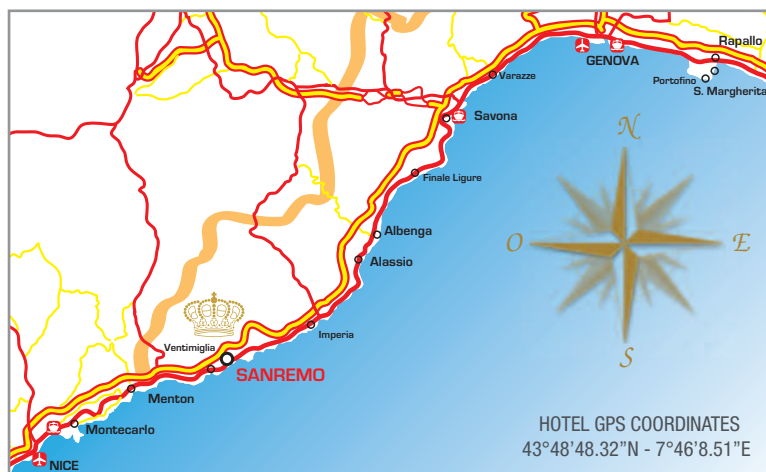 Rapallo
GENOVA
Portofino
S. Margherita
Varazze
Savona
N
Finale Ligure
Albenga
O
E
Alassio
Imperia
Ventimiglia
S
SANREMO
Menton
HOTEL GPS COORDINATES
Montecarlo
43°48'48.32”N - 7°46’8.51”E
NICE